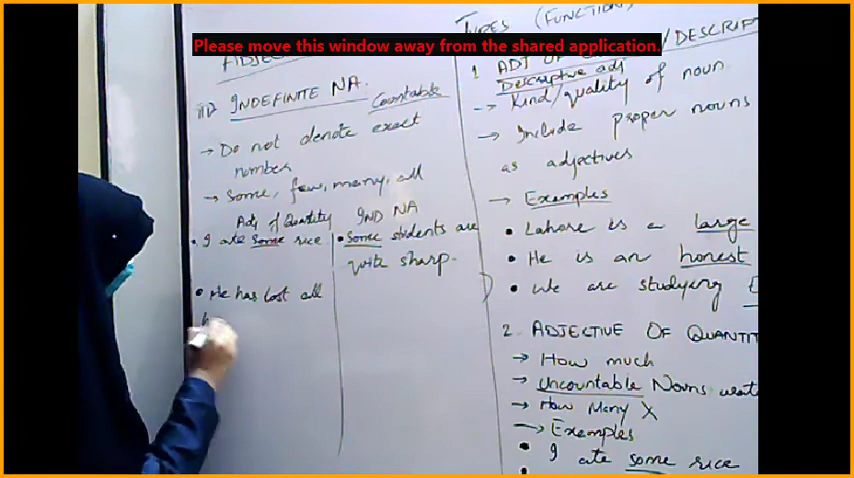 Please move this window away from the shared application.
iii) INDEFINITE NA.
Countable
→ Do not denote exact
number
→ Some, few, many, all
Adj of Quantity
• I ate some rice
• He has lost all
h
IND NA
• Some students are
quite sharp.
TYPES (FUNCTION)
1 ADJ OF /DESCRIPT
Descriptive adj
→ Kind/quality of noun
→ Include proper nouns
as adjectives
→ Examples
• Lahore is a large
• He is an honest
• We are studying
2. ADJECTIVE OF QUANTIT
→ How much
→ Uncountable Nouns
→ How Many X
→ Examples
• I ate some rice